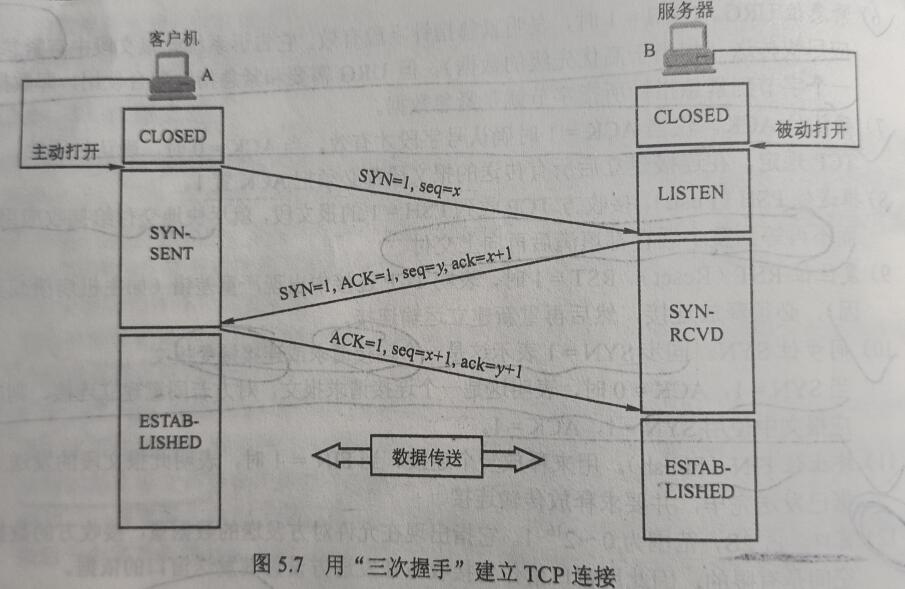 客户机
服务器
A
B
CLOSED
CLOSED
主动打开
被动打开
SYN=1, seq=x
LISTEN
SYN-
SENT
SYN=1, ACK=1, seq=y, ack=x+1
SYN-
RCVD
ACK=1, seq=x+1, ack=y+1
ESTAB-
LISHED
数据传送
ESTAB-
LISHED
图 5.7 用“三次握手”建立 TCP 连接